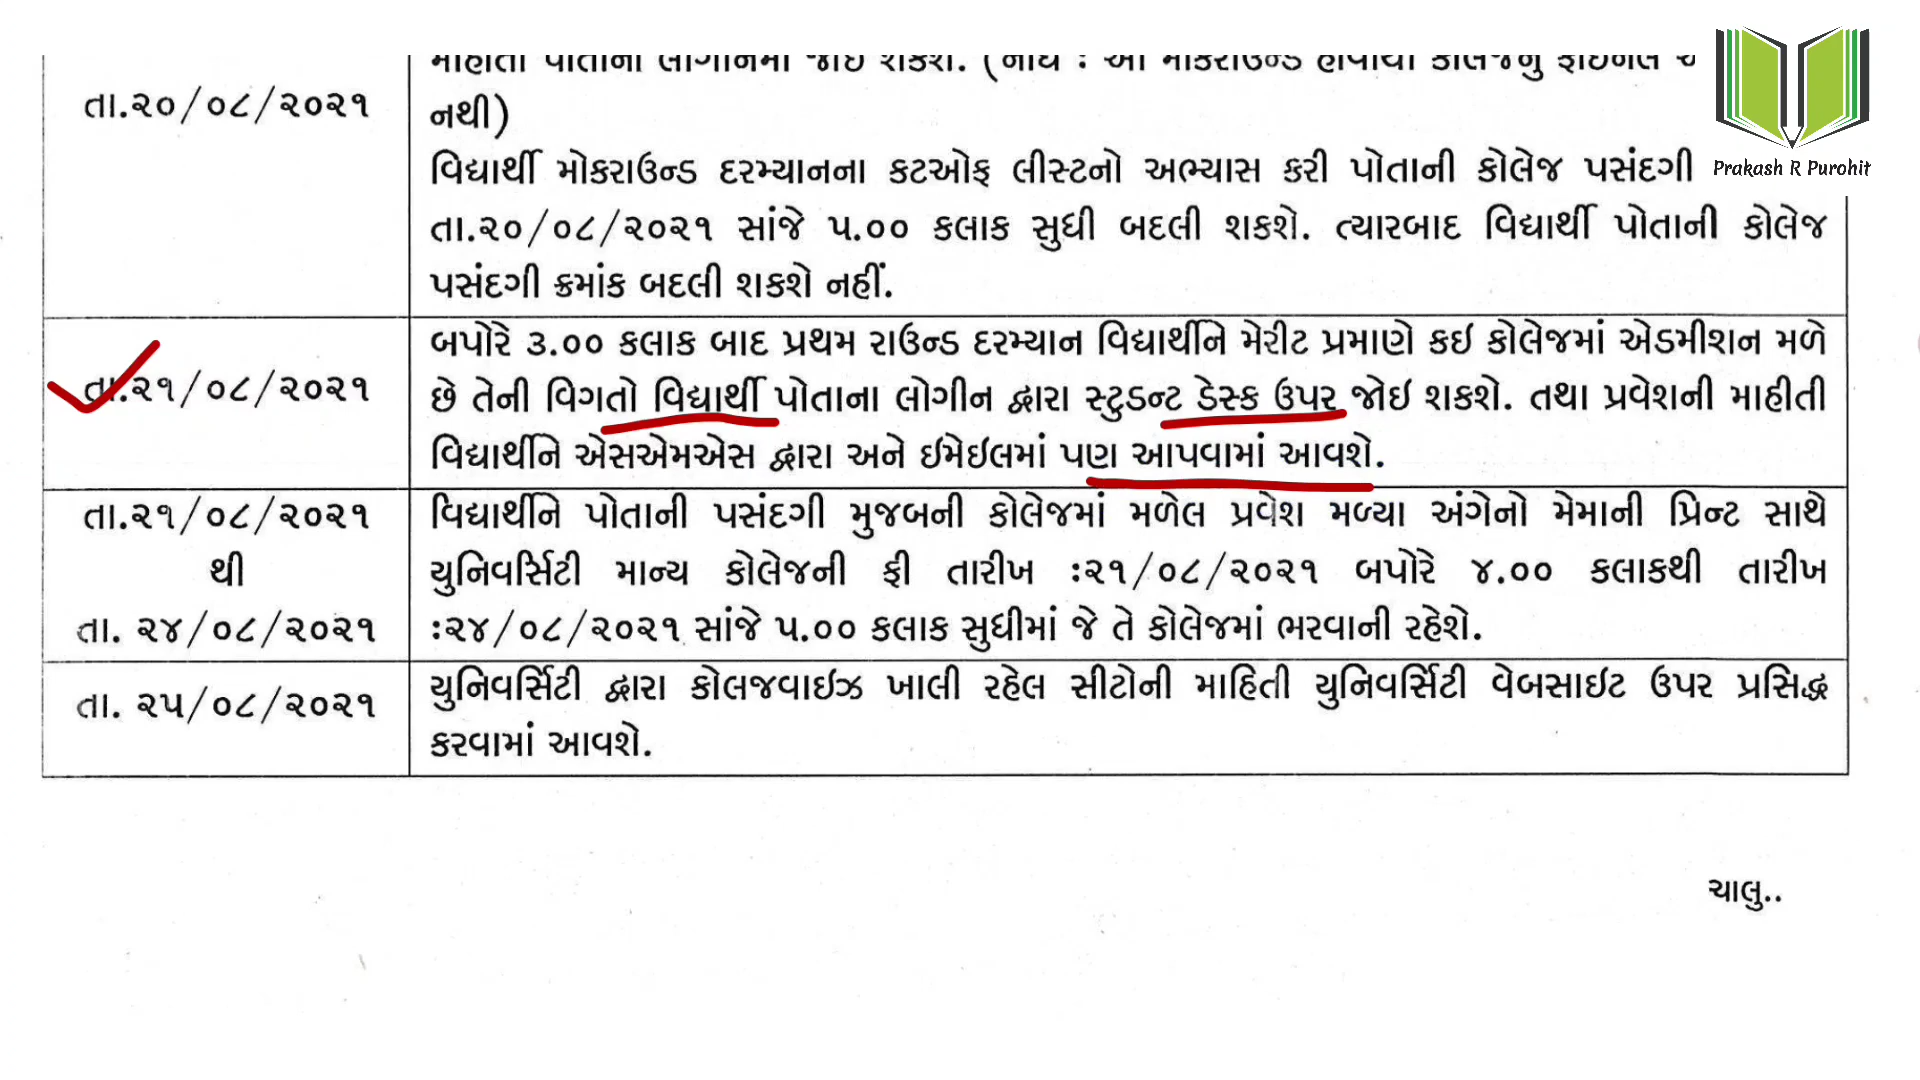 તા.૨૦/૦૮/૨૦૨૧
નથી)
વિદ્યાર્થી મોકરાઉન્ડ દરમ્યાનના કટઓફ લીસ્ટનો અભ્યાસ કરી પોતાની કોલેજ પસંદગી
તા.૨૦/૦૮/૨૦૨૧ સાંજે ૫.૦૦ કલાક સુધી બદલી શકશે. ત્યારબાદ વિદ્યાર્થી પોતાની કોલેજ
પસંદગી ક્રમાંક બદલી શકશે નહીં.
તા.૨૧/૦૮/૨૦૨૧
બપોરે ૩.૦૦ કલાક બાદ પ્રથમ રાઉન્ડ દરમ્યાન વિદ્યાર્થીને મેરીટ પ્રમાણે કઇ કોલેજમાં એડમીશન મળે
છે તેની વિગતો વિદ્યાર્થી પોતાના લોગીન દ્વારા સ્ટુડન્ટ ડેસ્ક ઉપર જોઇ શકશે. તથા પ્રવેશની માહીતી
વિદ્યાર્થીને એસએમએસ દ્વારા અને ઈમેઈલમાં પણ આપવામાં આવશે.
તા.૨૧/૦૮/૨૦૨૧
થી
તા. ૨૪/૦૮/૨૦૨૧
વિદ્યાર્થીને પોતાની પસંદગી મુજબની કોલેજમાં મળેલ પ્રવેશ મળ્યા અંગેનો મેમાની પ્રિન્ટ સાથે
યુનિવર્સિટી માન્ય કોલેજની ફી તારીખ :૨૧/૦૮/૨૦૨૧ બપોરે ૪.૦૦ કલાકથી તારીખ
:૨૪/૦૮/૨૦૨૧ સાંજે ૫.૦૦ કલાક સુધીમાં જે તે કોલેજમાં ભરવાની રહેશે.
તા. ૨૫/૦૮/૨૦૨૧
યુનિવર્સિટી દ્વારા કોલજવાઇઝ ખાલી રહેલ સીટોની માહિતી યુનિવર્સિટી વેબસાઇટ ઉપર પ્રસિદ્ધ
કરવામાં આવશે.
ચાલુ..
Prakash R Purohit